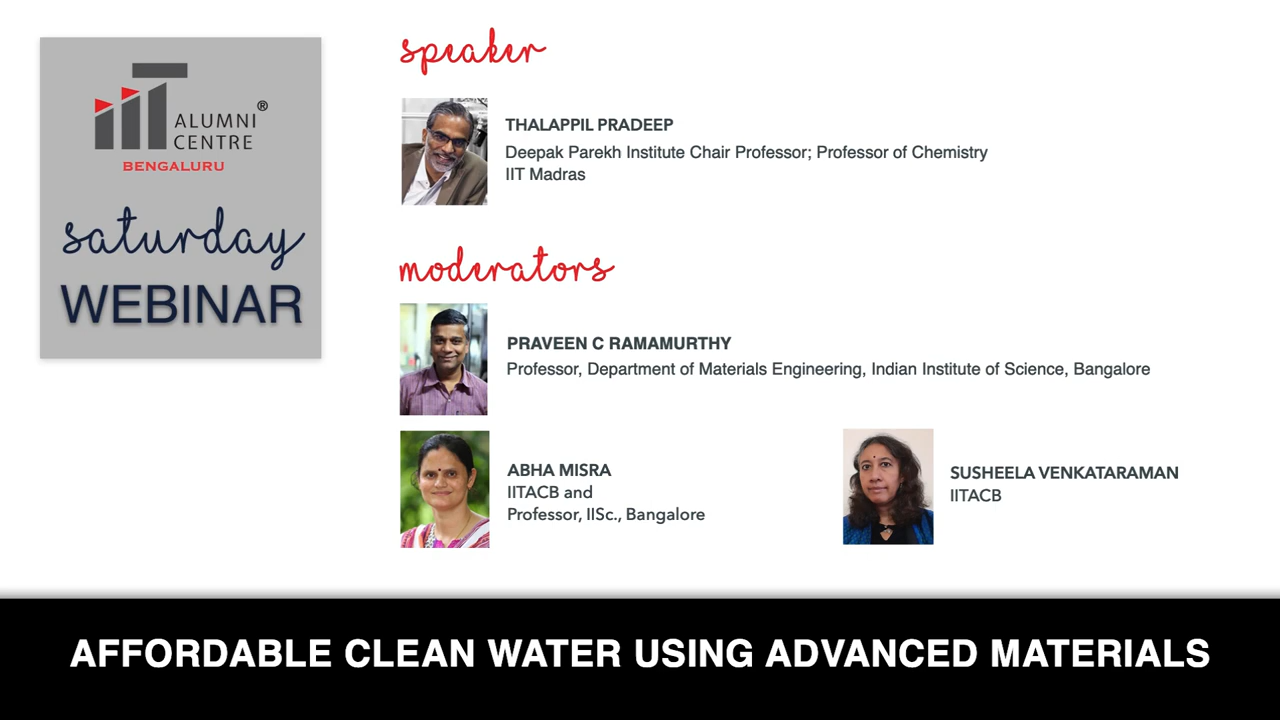 IIT ALUMNI CENTRE®
BENGALURU
saturday
WEBINAR
speaker
THALAPPIL PRADEEP
Deepak Parekh Institute Chair Professor; Professor of Chemistry
IIT Madras
moderators
PRAVEEN C RAMAMURTHY
Professor, Department of Materials Engineering, Indian Institute of Science, Bangalore
ABHA MISRA
IITACB and
Professor, IISc., Bangalore
SUSHEELA VENKATARAMAN
IITACB
AFFORDABLE CLEAN WATER USING ADVANCED MATERIALS